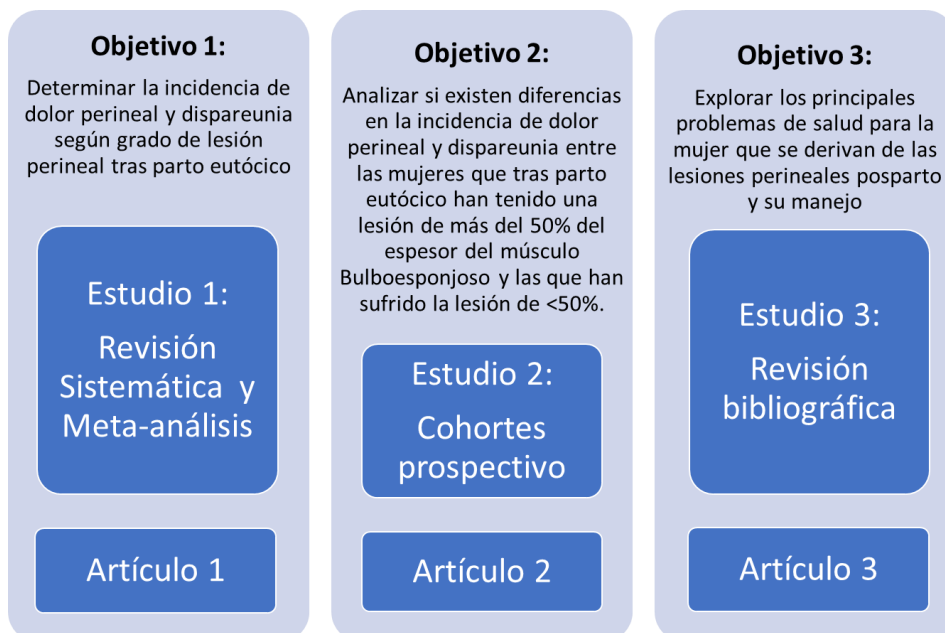 Objetivo 1:
Determinar la incidencia de
dolor perineal y dispareunia
según grado de lesión
perineal tras parto eutócico
Estudio 1:
Revisión
Sistemática y
Meta-análisis
Artículo 1
Objetivo 2:
Analizar si existen diferencias
en la incidencia de dolor
perineal y dispareunia entre
las mujeres que tras parto
eutócico han tenido una
lesión de más del 50% del
espesor del músculo
Bulboesponjoso y las que han
sufrido la lesión de <50%.
Estudio 2:
Cohortes
prospectivo
Artículo 2
Objetivo 3:
Explorar los principales
problemas de salud para la
mujer que se derivan de las
lesiones perineales posparto
y su manejo
Estudio 3:
Revisión
bibliográfica
Artículo 3